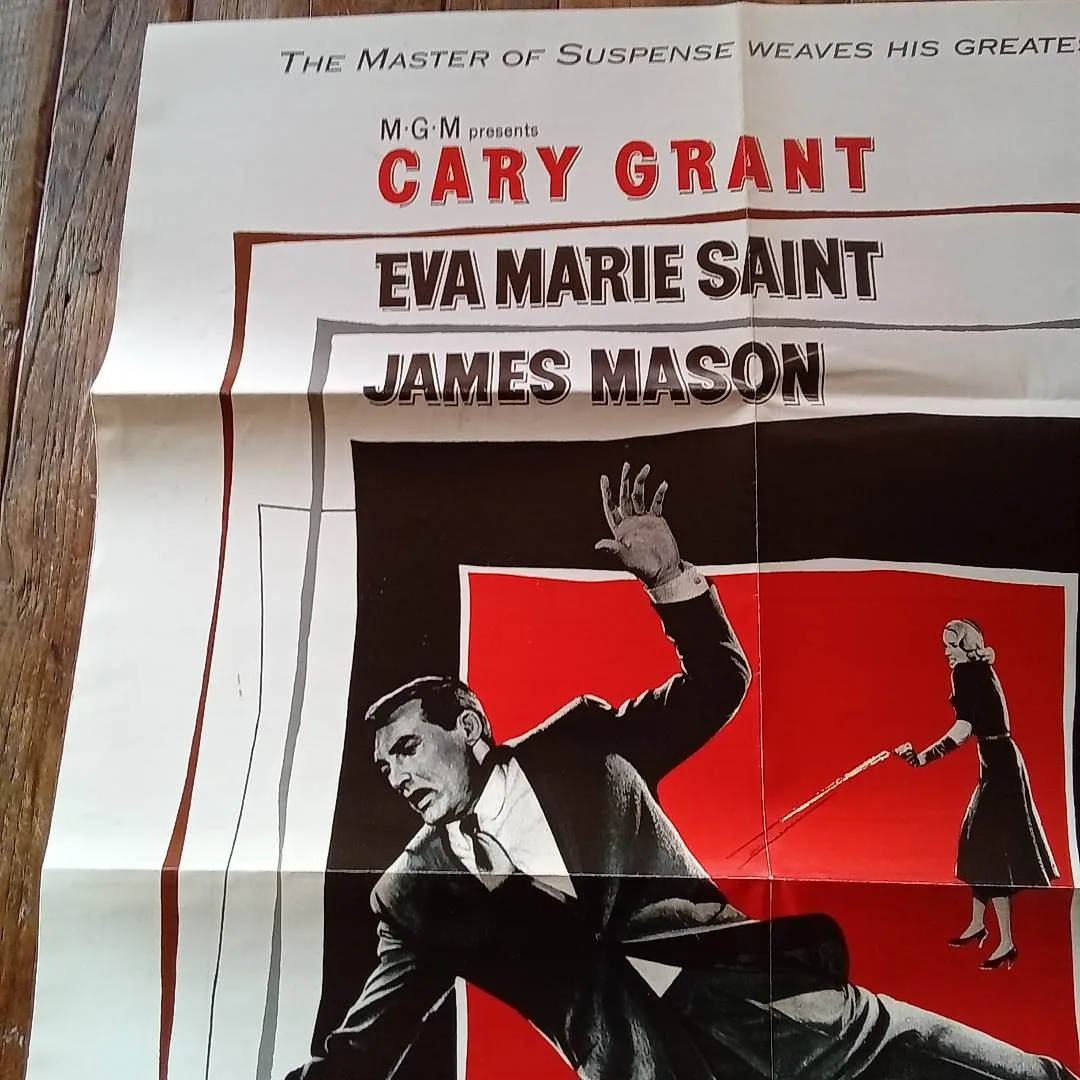 THE MASTER OF SUSPENSE WEAVES HIS
M·G·M presents
CARY GRANT
EVA MARIE SAINT
JAMES MASON